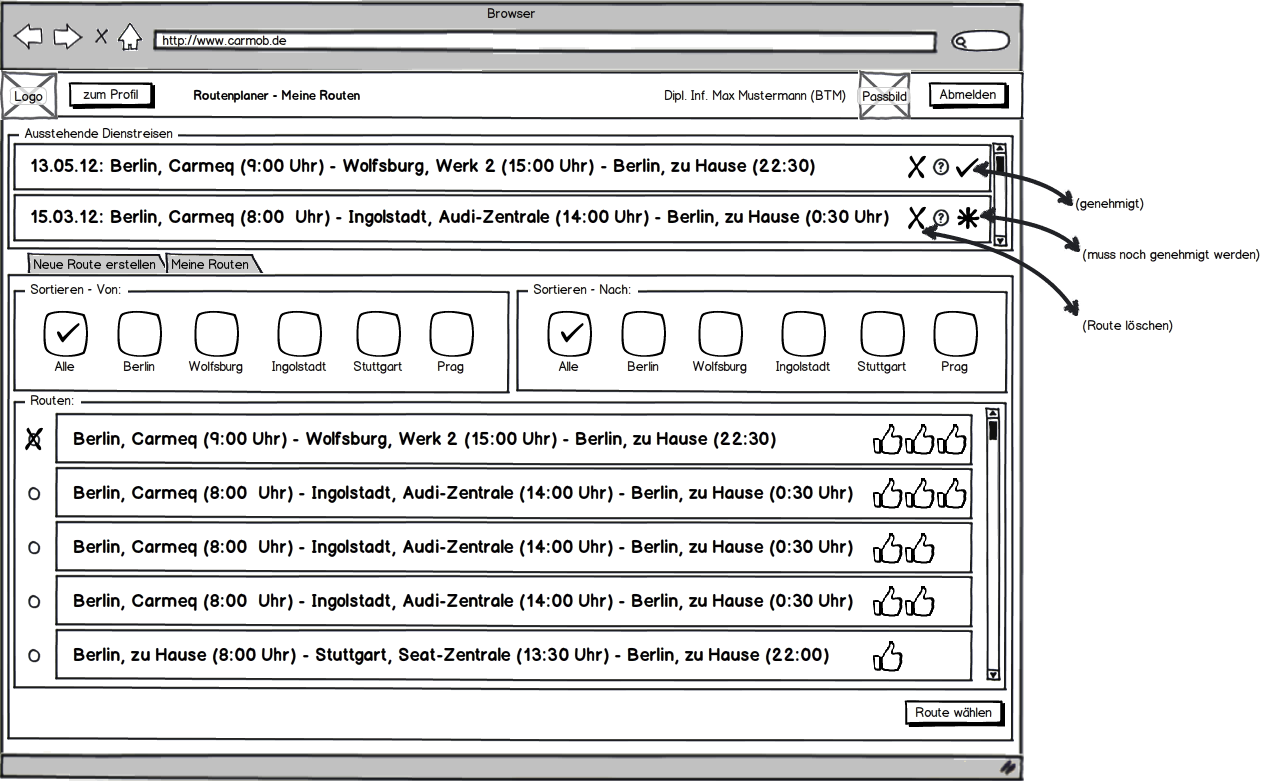 Browser
http://www.carmob.de
Logo
zum Profil
Routenplaner - Meine Routen
Dipl. Inf. Max Mustermann (BTM)
Passbild
Abmelden
Ausstehende Dienstreisen
13.05.12: Berlin, Carmeq (9:00 Uhr) - Wolfsburg, Werk 2 (15:00 Uhr) - Berlin, zu Hause (22:30)
(genehmigt)
15.03.12: Berlin, Carmeq (8:00  Uhr) - Ingolstadt, Audi-Zentrale (14:00 Uhr) - Berlin, zu Hause (0:30 Uhr)
(muss noch genehmigt werden)
(Route löschen)
Neue Route erstellen
Meine Routen
Sortieren - Von:
Alle
Berlin
Wolfsburg
Ingolstadt
Stuttgart
Prag
Sortieren - Nach:
Alle
Berlin
Wolfsburg
Ingolstadt
Stuttgart
Prag
Routen:
Berlin, Carmeq (9:00 Uhr) - Wolfsburg, Werk 2 (15:00 Uhr) - Berlin, zu Hause (22:30)
Berlin, Carmeq (8:00  Uhr) - Ingolstadt, Audi-Zentrale (14:00 Uhr) - Berlin, zu Hause (0:30 Uhr)
Berlin, Carmeq (8:00  Uhr) - Ingolstadt, Audi-Zentrale (14:00 Uhr) - Berlin, zu Hause (0:30 Uhr)
Berlin, Carmeq (8:00  Uhr) - Ingolstadt, Audi-Zentrale (14:00 Uhr) - Berlin, zu Hause (0:30 Uhr)
Berlin, zu Hause (8:00 Uhr) - Stuttgart, Seat-Zentrale (13:30 Uhr) - Berlin, zu Hause (22:00)
Route wählen